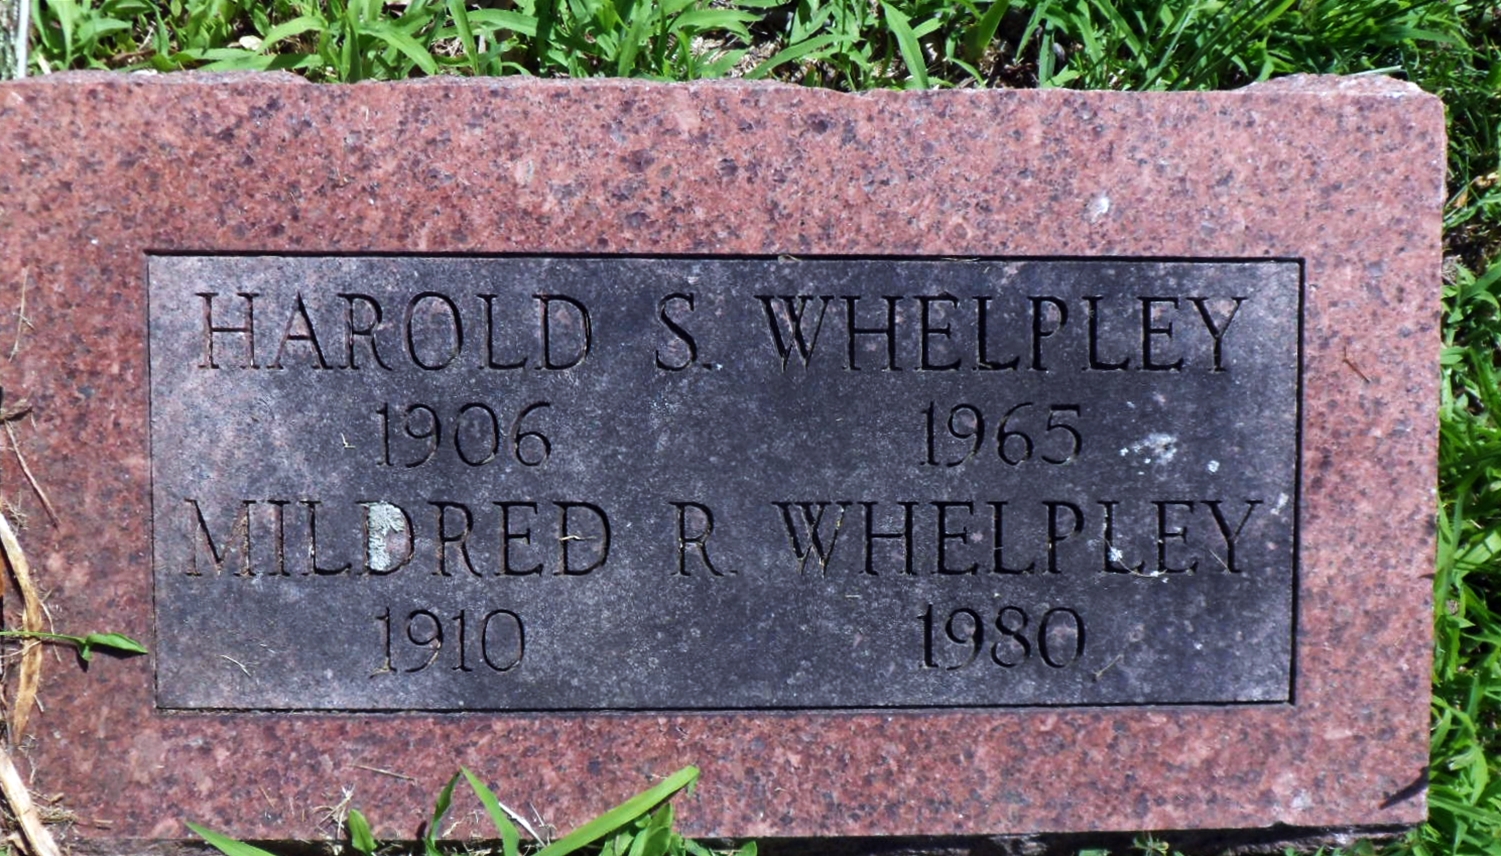 HAROLD S. WHELPLEY
1906 1965
MILDRED R. WHELPLEY
1910 1980